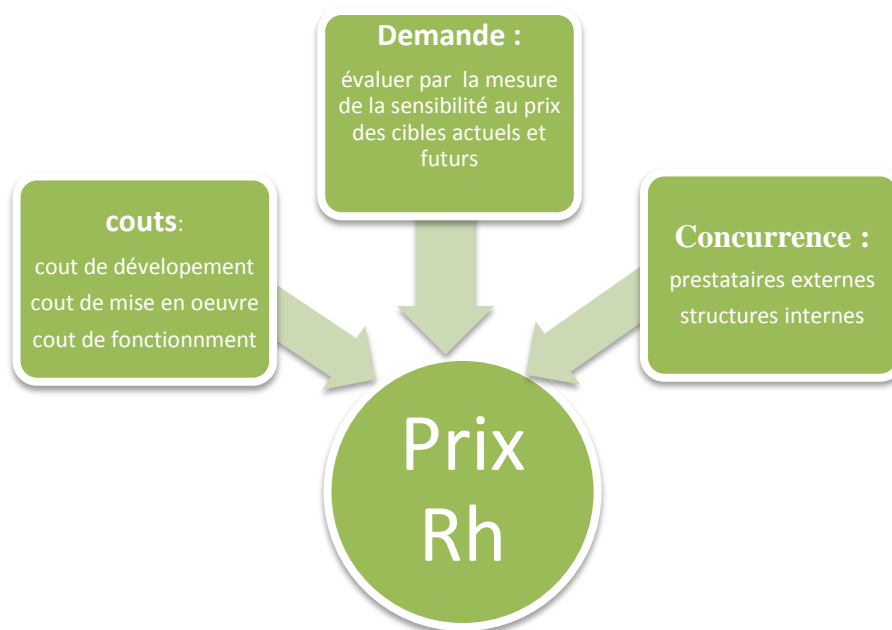 Demande :
évaluer par la mesure
de la sensibilité au prix
des cibles actuels et
futurs
couts:
cout de dévelopement
cout de mise en oeuvre
cout de fonctionnment
Concurrence :
prestataires externes
structures internes
Prix
Rh